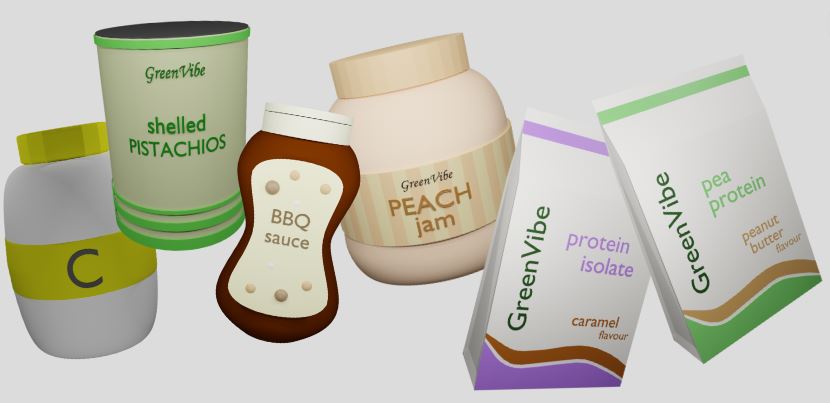 C
GreenVibe
shelled
PISTACHIOS
BBQ
sauce
GreenVibe
PEACH
jam
GreenVibe
protein
isolate
caramel
flavour
GreenVibe
pea
protein
peanut
butter
flavour